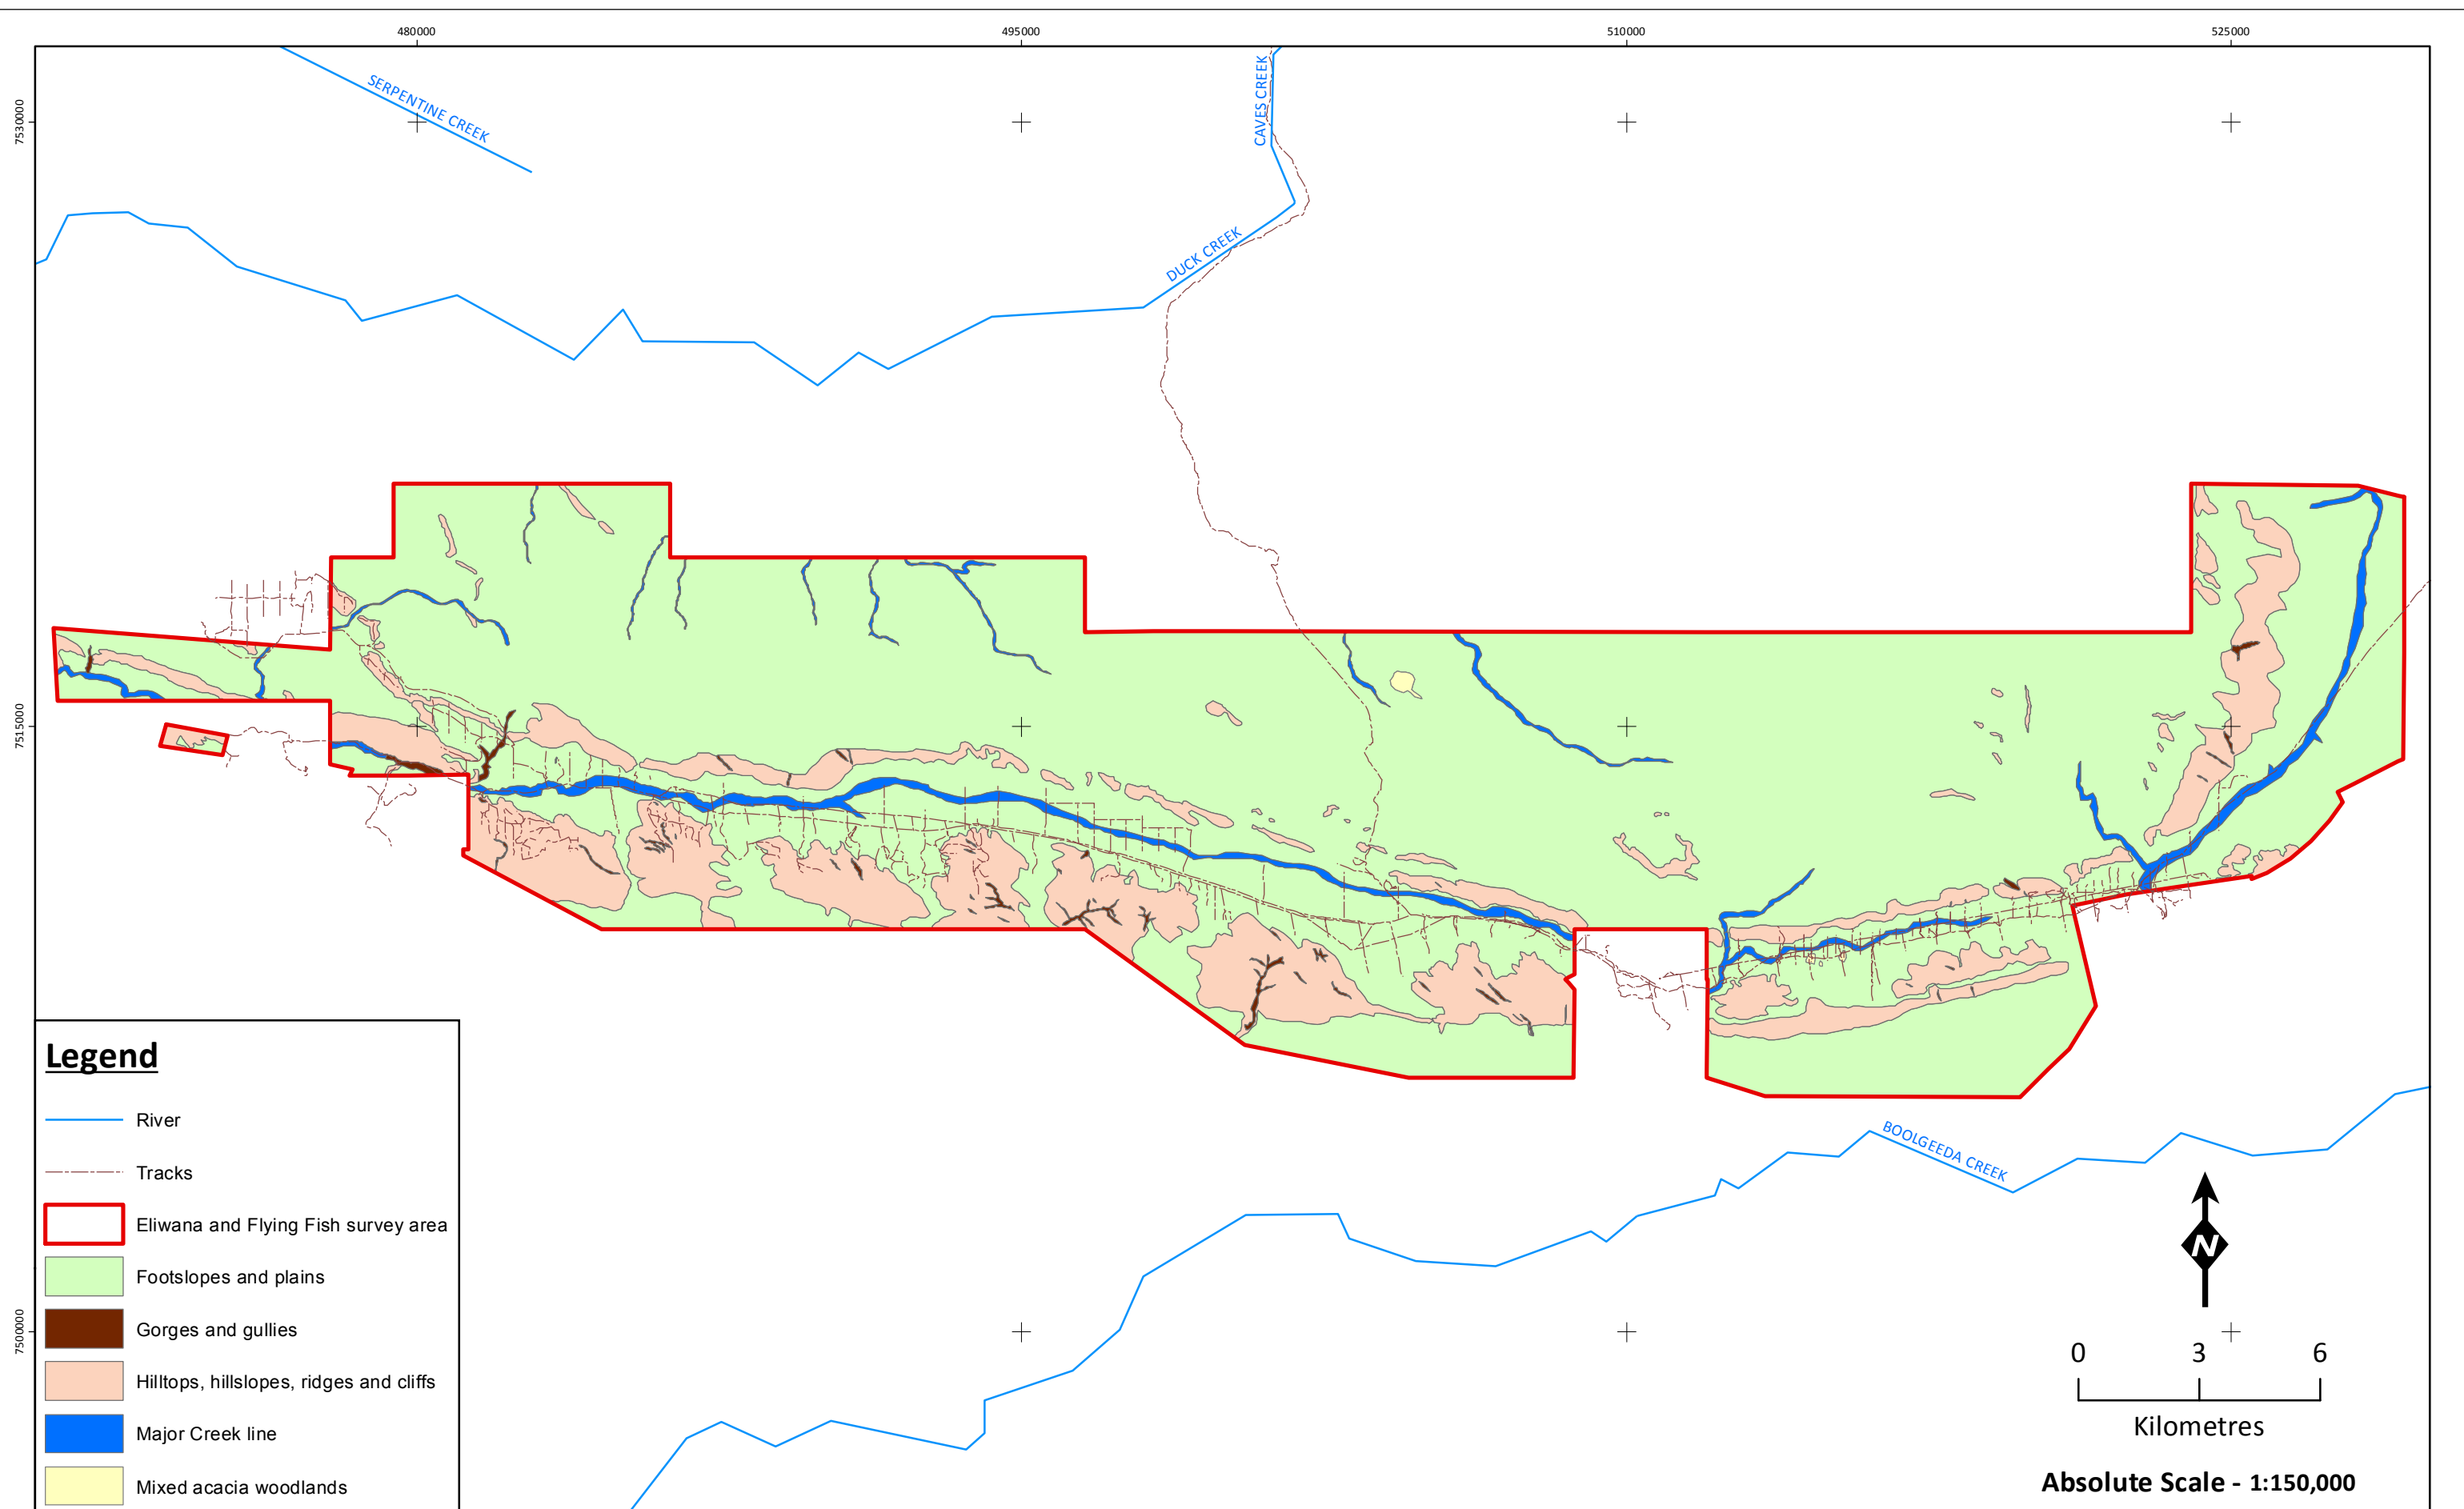 480000
495000
510000
525000
7530000
7515000
7500000
SERPENTINE CREEK
CAVES CREEK
DUCK CREEK
BOOLGEEDA CREEK
Legend
River
Tracks
Eliwana and Flying Fish survey area
Footslopes and plains
Gorges and gullies
Hilltops, hillslopes, ridges and cliffs
Major Creek line
Mixed acacia woodlands
N
0 3 6
Kilometres
Absolute Scale - 1:150,000